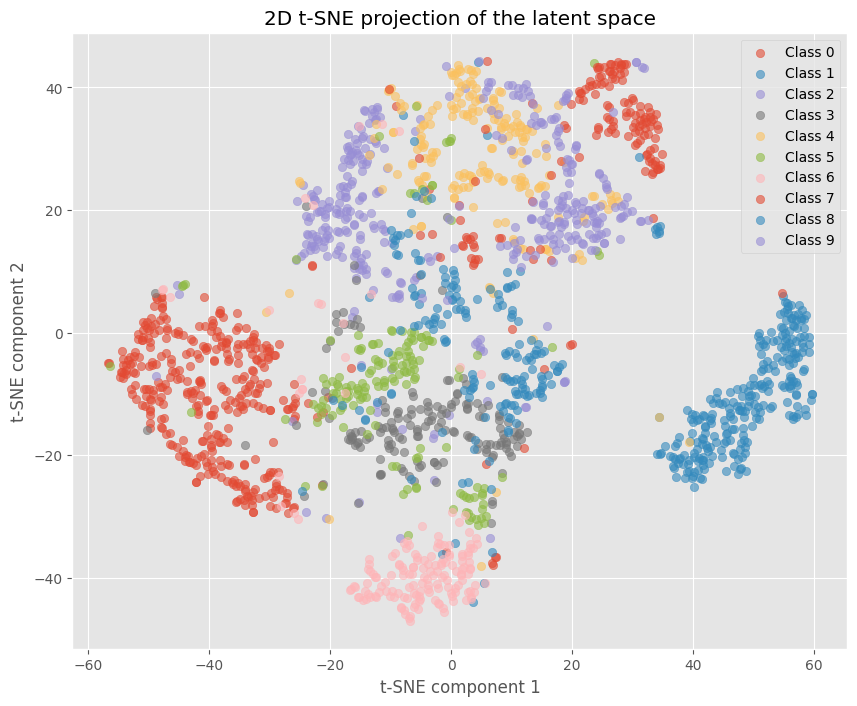 2D t-SNE projection of the latent space
Class 0
Class 1
Class 2
Class 3
Class 4
Class 5
Class 6
Class 7
Class 8
Class 9
40
20
0
−20
−40
t-SNE component 2
−60 −40 −20 0 20 40 60
t-SNE component 1